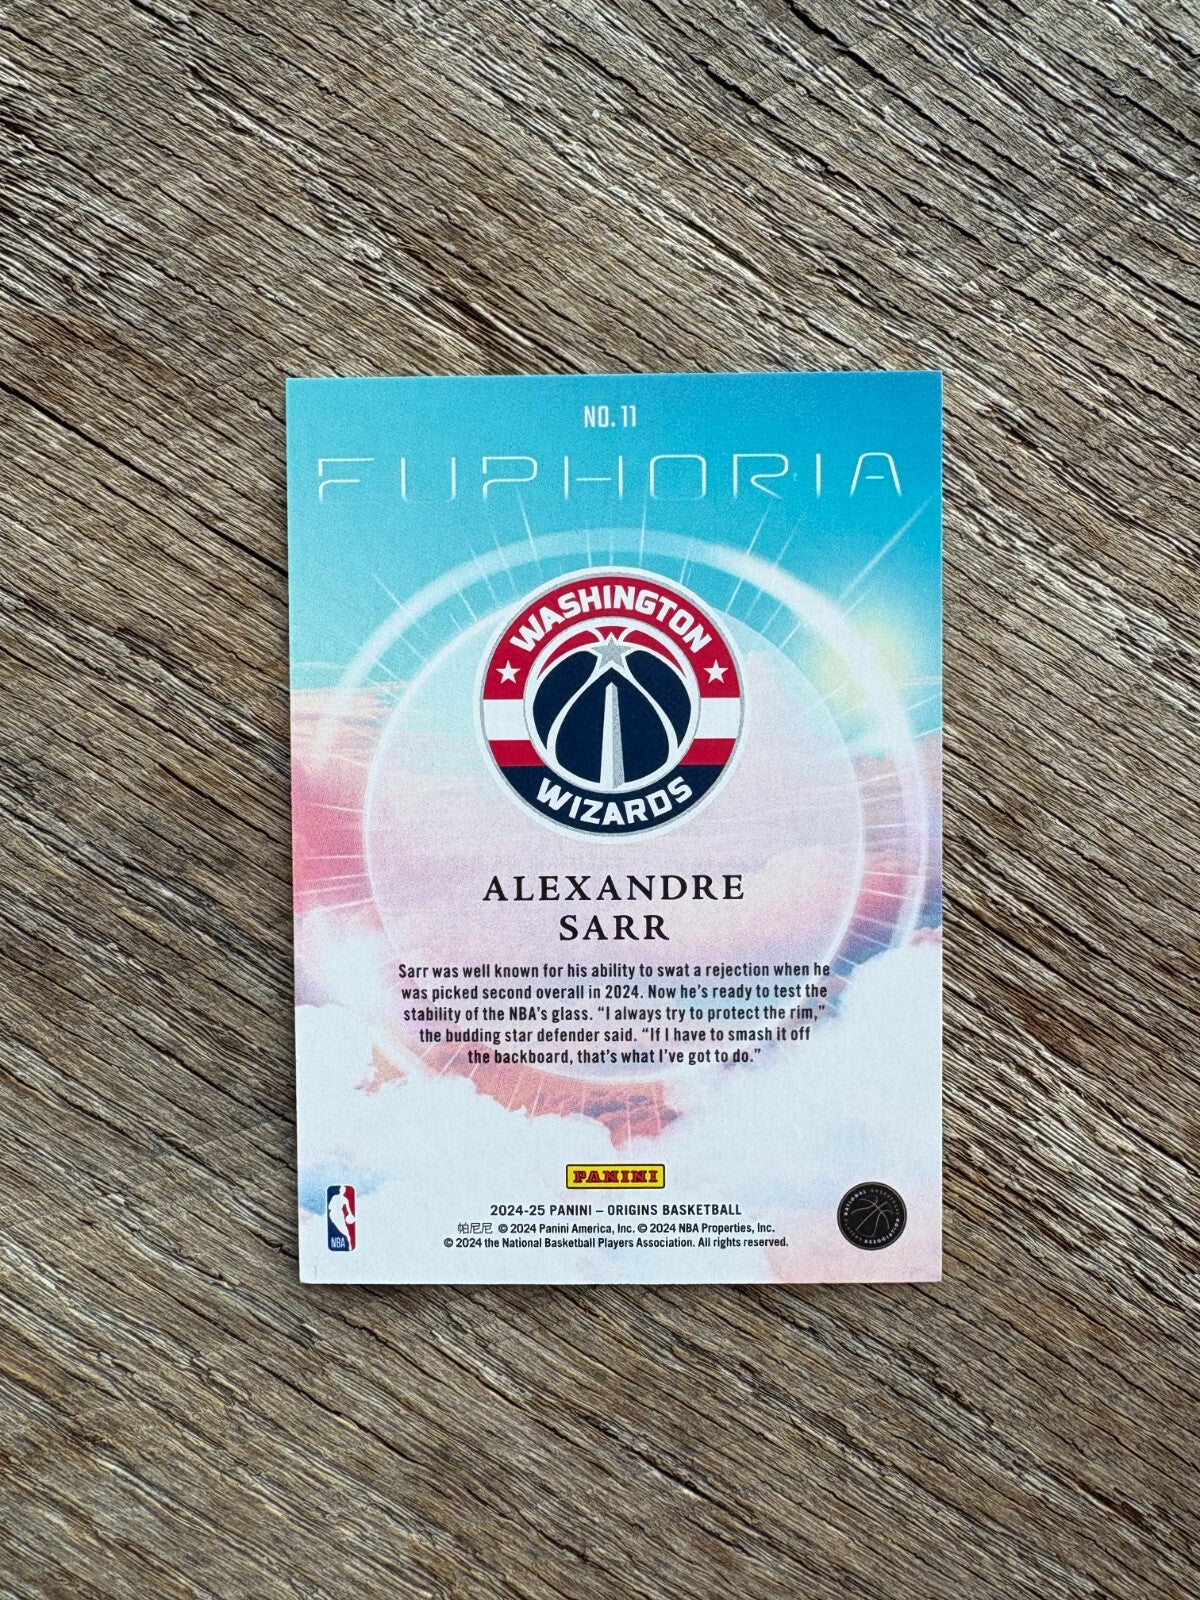 NO. 11
EUPHORIA
WASHINGTON
WIZARDS
ALEXANDRE
SARR
Sarr was well known for his ability to swat a rejection when he
was picked second overall in 2024. Now he's ready to test the
stability of the NBA's glass. “I always try to protect the rim,”
the budding star defender said. “If I have to smash it off
the backboard, that's what I've got to do.”
PANINI
2024-25 PANINI – ORIGINS BASKETBALL
帕尼尼 © 2024 Panini America, Inc. © 2024 NBA Properties, Inc.
© 2024 the National Basketball Players Association. All rights reserved.
NBA
NATIONAL BASKETBALL
PLAYERS ASSOCIATION